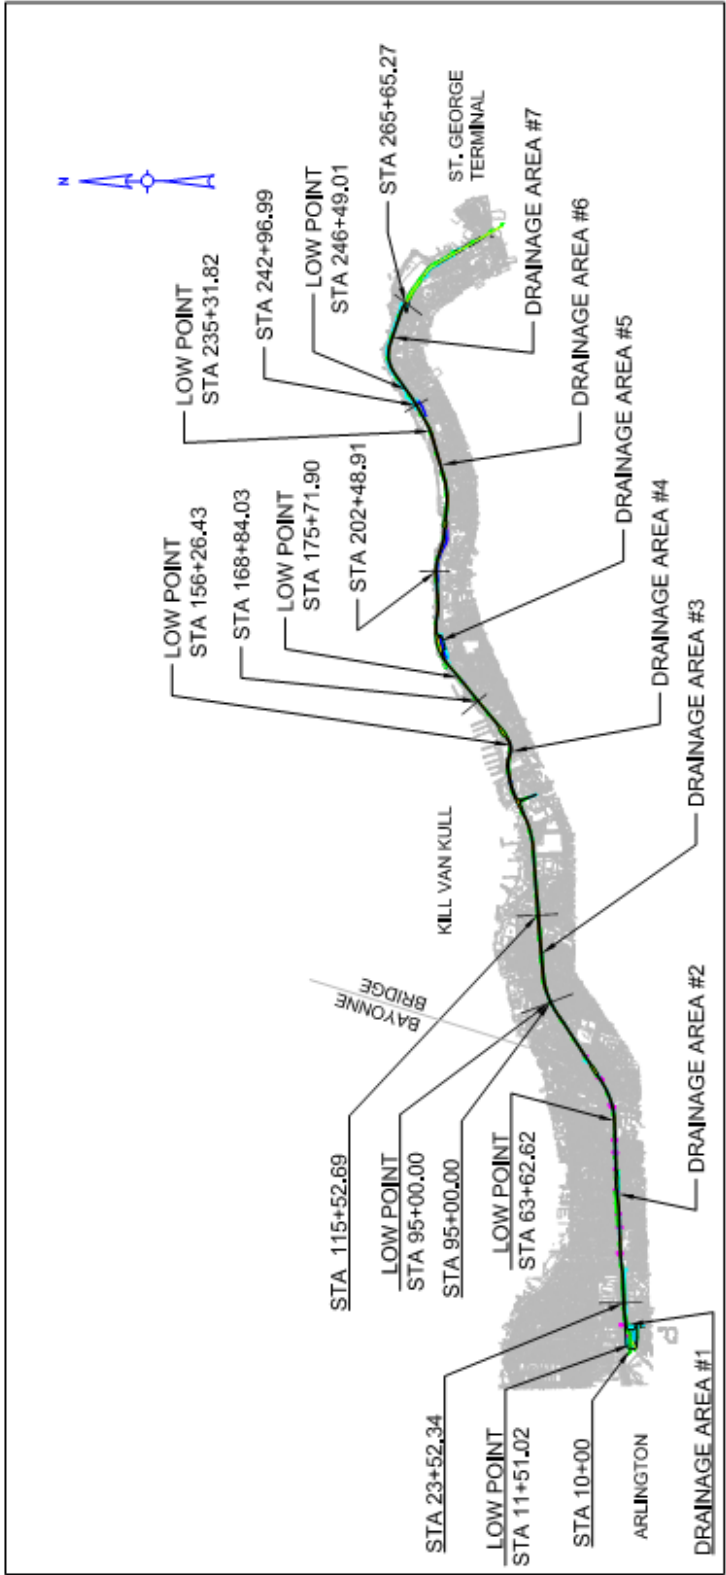 N
LOW POINT
STA 235+31.82
STA 242+96.99
LOW POINT
STA 246+49.01
STA 265+65.27
ST. GEORGE
TERMINAL
DRAINAGE AREA #7
DRAINAGE AREA #6
DRAINAGE AREA #5
LOW POINT
STA 156+26.43
STA 168+84.03
LOW POINT
STA 175+71.90
STA 202+48.91
DRAINAGE AREA #4
DRAINAGE AREA #3
KILL VAN KULL
BAYONNE
BRIDGE
DRAINAGE AREA #2
STA 115+52.69
LOW POINT
STA 95+00.00
STA 95+00.00
LOW POINT
STA 63+62.62
STA 23+52.34
LOW POINT
STA 11+51.02
STA 10+00
ARLINGTON
DRAINAGE AREA #1